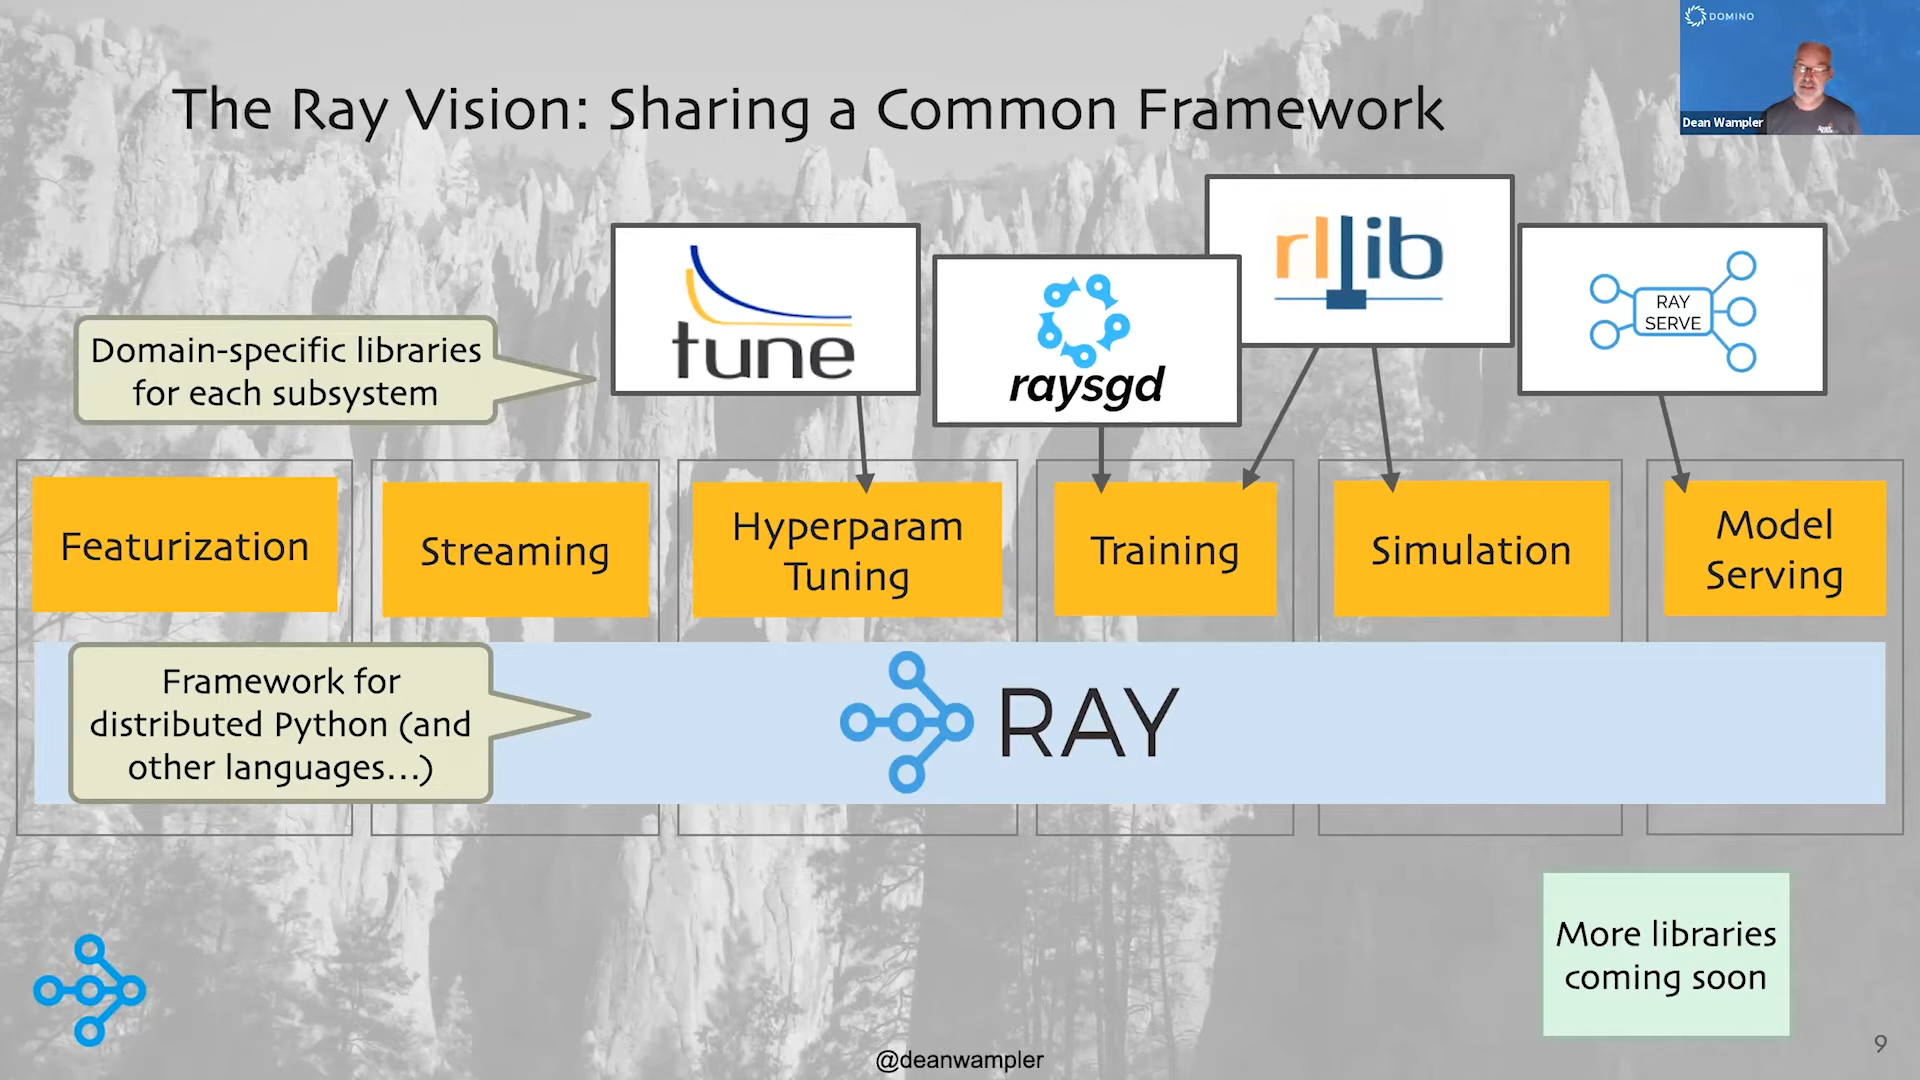 DOMINO
Dean Wampler
The Ray Vision: Sharing a Common Framework
tune
raysgd
rllib
RAY
SERVE
Domain-specific libraries
for each subsystem
Featurization
Streaming
Hyperparam
Tuning
Training
Simulation
Model
Serving
Framework for
distributed Python (and
other languages...)
RAY
More libraries
coming soon
@deanwampler
9